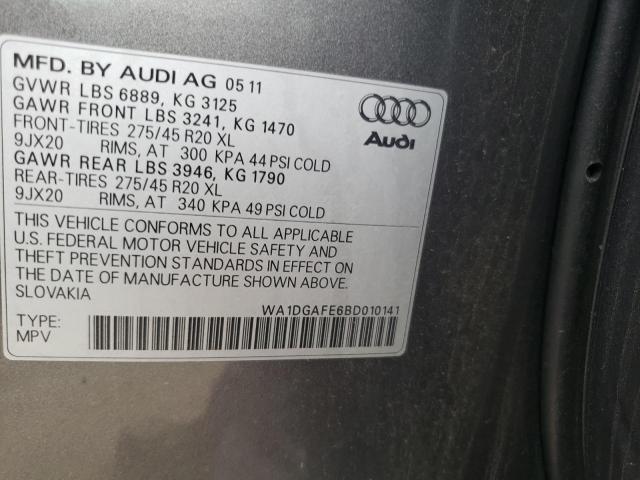 MFD. BY AUDI AG 05 11
GVWR LBS 6889, KG 3125
GAWR FRONT LBS 3241, KG 1470
FRONT-TIRES 275/45 R20 XL
9JX20 RIMS, AT 300 KPA 44 PSI COLD
GAWR REAR LBS 3946, KG 1790
REAR-TIRES 275/45 R20 XL
9JX20 RIMS, AT 340 KPA 49 PSI COLD
Audi
THIS VEHICLE CONFORMS TO ALL APPLICABLE
U.S. FEDERAL MOTOR VEHICLE SAFETY AND
THEFT PREVENTION STANDARDS IN EFFECT ON
THE DATE OF MANUFACTURE SHOWN ABOVE.
SLOVAKIA
WA1DGAFE6BD010141
TYPE:
MPV